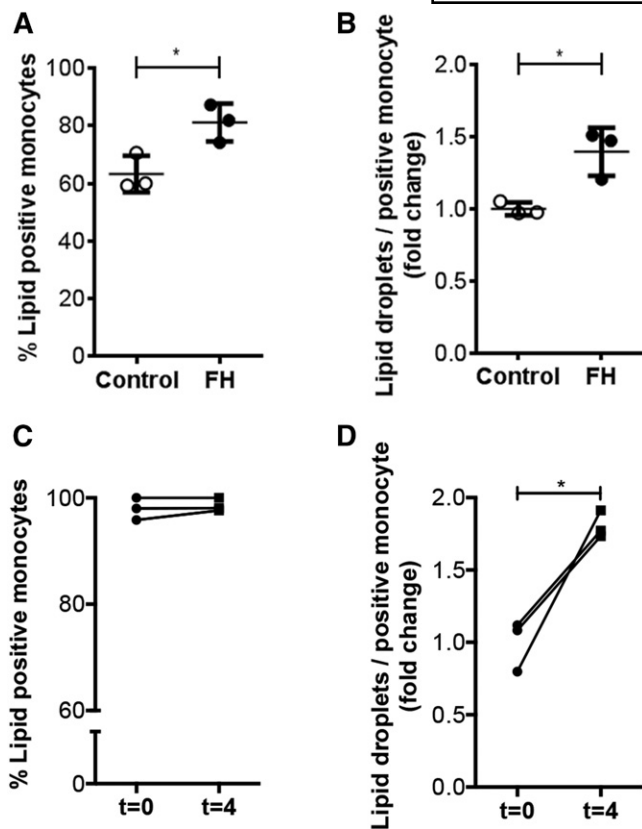 A
% Lipid positive monocytes
100
80
60
40
20
0
*
Control
FH
B
Lipid droplets / positive monocyte
(fold change)
2.0
1.5
1.0
0.5
0.0
*
Control
FH
C
% Lipid positive monocytes
100
80
60
0
t=0
t=4
D
Lipid droplets / positive monocyte
(fold change)
2.0
1.5
1.0
0.5
0.0
*
t=0
t=4